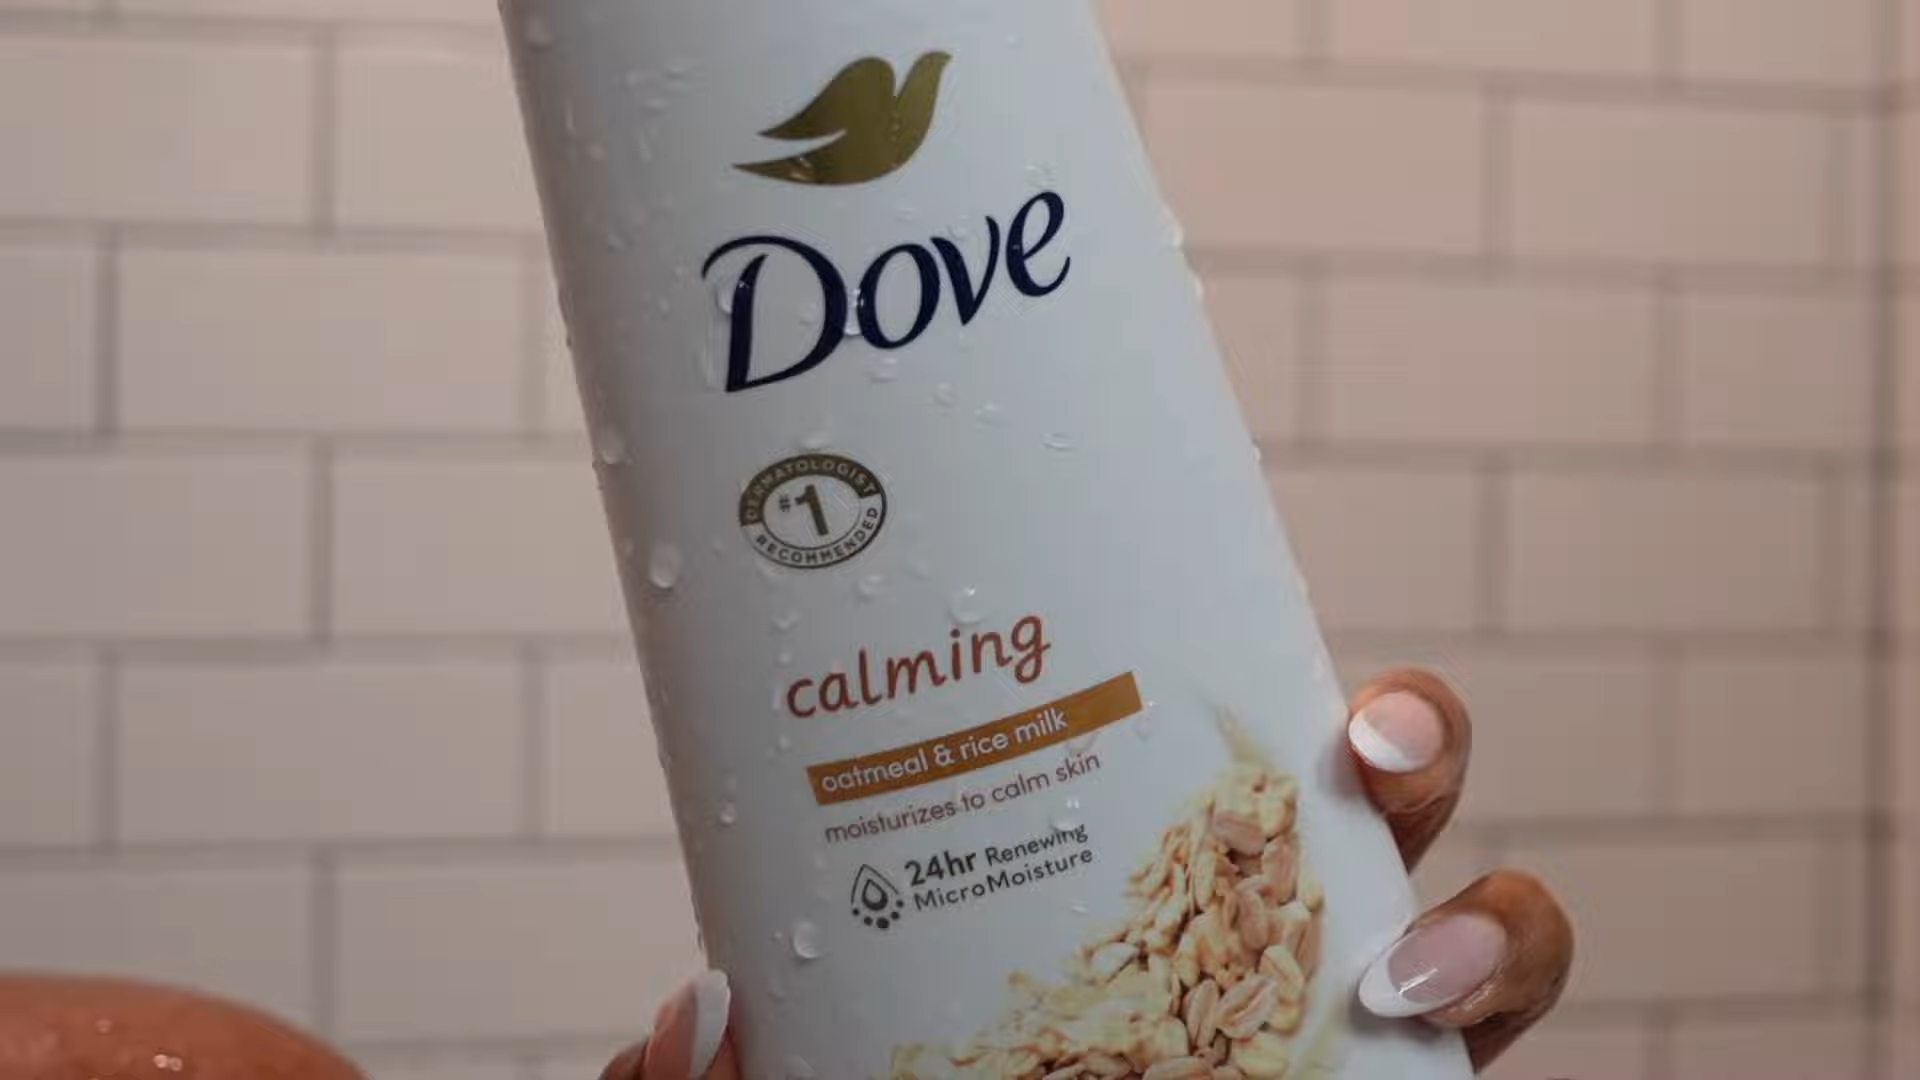 Dove
DERMATOLOGIST
#1
RECOMMENDED
calming
oatmeal & rice milk
moisturizes to calm skin
24hr Renewing
MicroMoisture